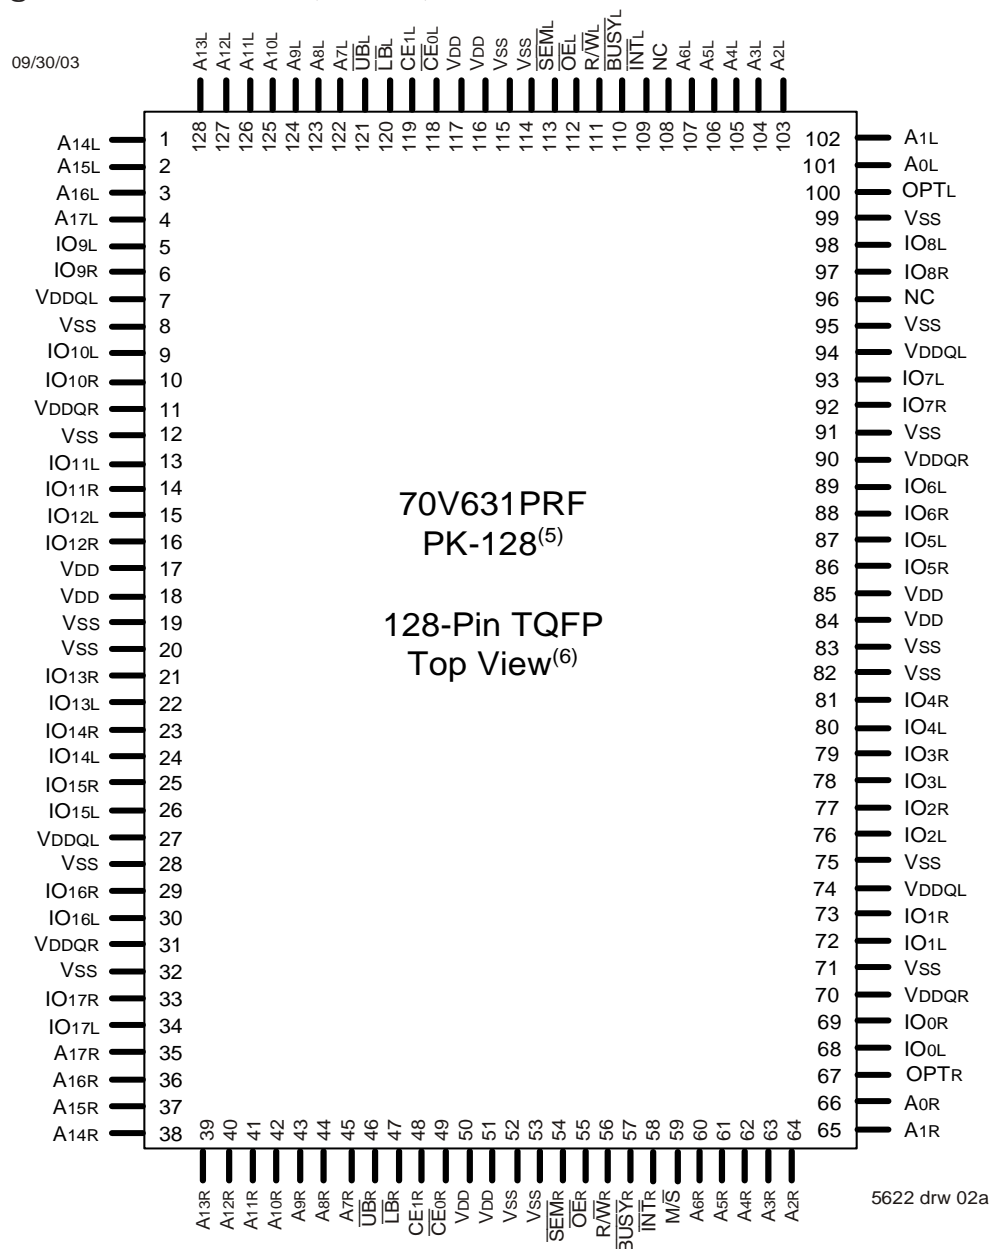 09/30/03
A13L A12L A11L A10L A9L A8L A7L UBL LBL CE1L CE0L VDD VDD VSS VSS SEML OEL R/WL BUSYL INTL NC A6L A5L A4L A3L A2L
128 127 126 125 124 123 122 121 120 119 118 117 116 115 114 113 112 111 110 109 108 107 106 105 104 103
A14L 1 102 A1L
A15L 2 101 A0L
A16L 3 100 OPTL
A17L 4 99 VSS
IO9L 5 98 IO8L
IO9R 6 97 IO8R
VDDQL 7 96 NC
VSS 8 95 VSS
IO10L 9 94 VDDQL
IO10R 10 93 IO7L
VDDQR 11 92 IO7R
VSS 12 91 VSS
IO11L 13 90 VDDQR
IO11R 14 89 IO6L
IO12L 15 88 IO6R
IO12R 16 87 IO5L
VDD 17 86 IO5R
VDD 18 85 VDD
VSS 19 84 VDD
VSS 20 83 VSS
IO13R 21 82 VSS
IO13L 22 81 IO4R
IO14R 23 80 IO4L
IO14L 24 79 IO3R
IO15R 25 78 IO3L
IO15L 26 77 IO2R
VDDQL 27 76 IO2L
VSS 28 75 VSS
IO16R 29 74 VDDQL
IO16L 30 73 IO1R
VDDQR 31 72 IO1L
VSS 32 71 VSS
IO17R 33 70 VDDQR
IO17L 34 69 IO0R
A17R 35 68 IO0L
A16R 36 67 OPTR
A15R 37 66 A0R
A14R 38 65 A1R
70V631PRF
PK-128(5)
128-Pin TQFP
Top View(6)
39 40 41 42 43 44 45 46 47 48 49 50 51 52 53 54 55 56 57 58 59 60 61 62 63 64
A13R A12R A11R A10R A9R A8R A7R UBR LBR CE1R CE0R VDD VDD VSS VSS SEMR OER R/WR BUSYR INTR M/S A6R A5R A4R A3R A2R
5622 drw 02a